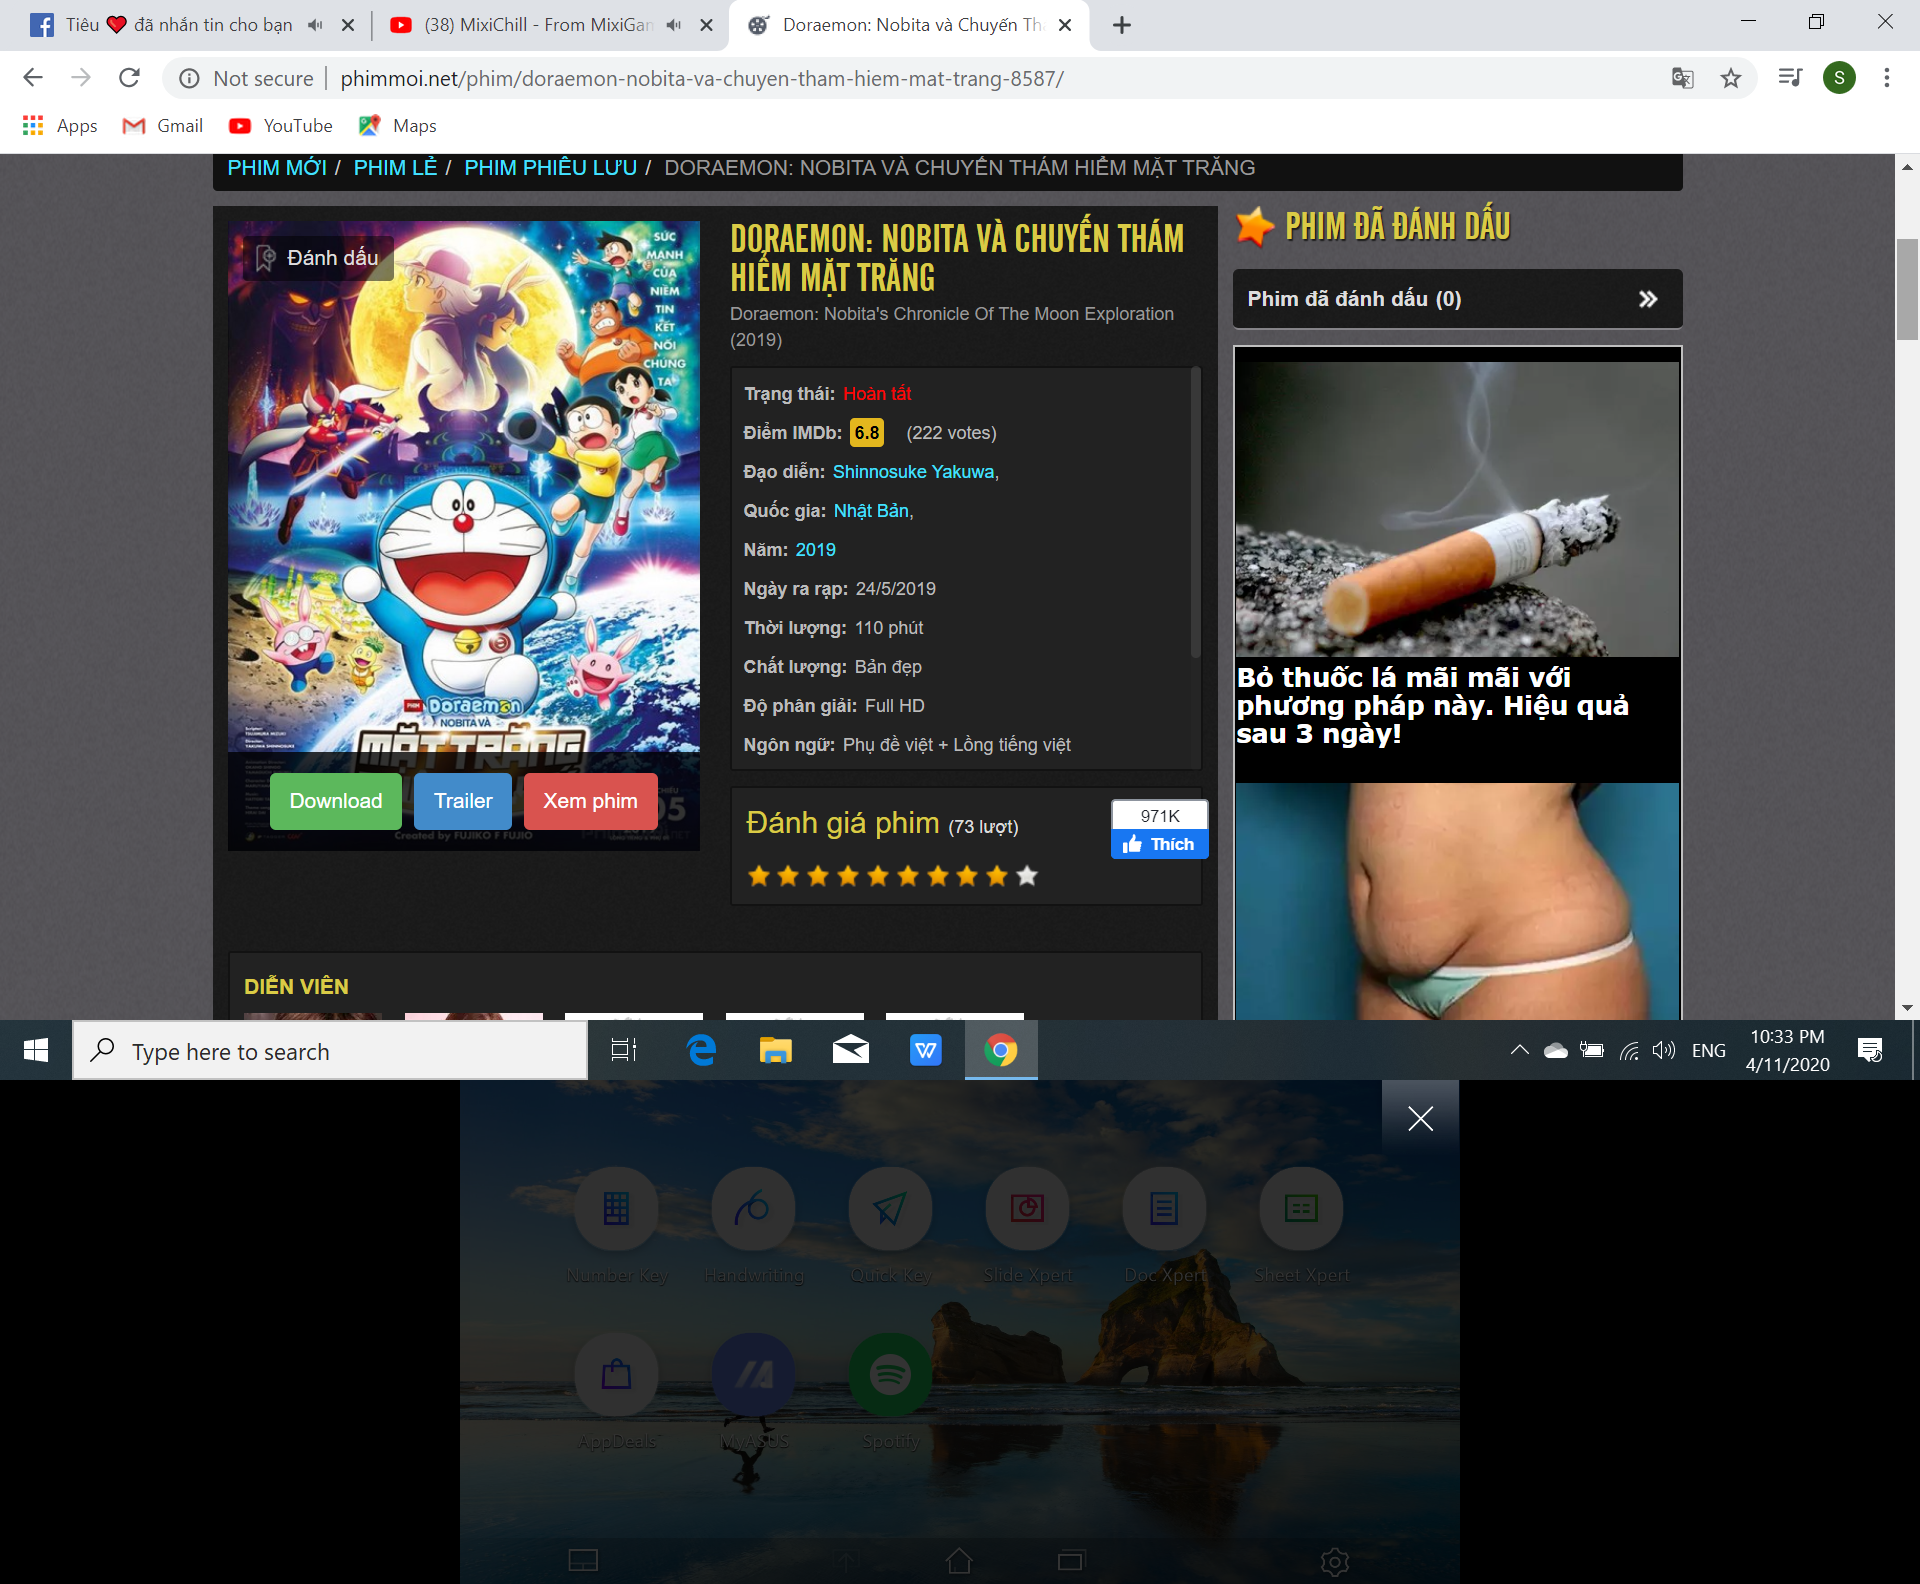 Tiêu ❤ đã nhắn tin cho bạn
(38) MixiChill - From MixiGam
Doraemon: Nobita và Chuyến Th
Not secure
phimmoi.net/phim/doraemon-nobita-va-chuyen-tham-hiem-mat-trang-8587/
S
Apps
Gmail
YouTube
Maps
PHIM MỚI / PHIM LẺ / PHIM PHIÊU LƯU / DORAEMON: NOBITA VÀ CHUYẾN THÁM HIỂM MẶT TRĂNG
Đánh dấu
SỨC
MẠNH
CỦA
NIỀM
TIN
KẾT
NỐI
CHÚNG
TA
PHIM Doraemon
NOBITA VÀ
MẶT TRĂNG
Download
Trailer
Xem phim
05
Created by FUJIKO F FUJIO
DORAEMON: NOBITA VÀ CHUYẾN THÁM
HIỂM MẶT TRĂNG
Doraemon: Nobita's Chronicle Of The Moon Exploration
(2019)
Trạng thái: Hoàn tất
Điểm IMDb: 6.8 (222 votes)
Đạo diễn: Shinnosuke Yakuwa,
Quốc gia: Nhật Bản,
Năm: 2019
Ngày ra rạp: 24/5/2019
Thời lượng: 110 phút
Chất lượng: Bản đẹp
Độ phân giải: Full HD
Ngôn ngữ: Phụ đề việt + Lồng tiếng việt
Đánh giá phim (73 lượt)
971K
Thích
DIỄN VIÊN
PHIM ĐÃ ĐÁNH DẤU
Phim đã đánh dấu (0)
Bỏ thuốc lá mãi mãi với
phương pháp này. Hiệu quả
sau 3 ngày!
Type here to search
ENG
10:33 PM
4/11/2020
Number Key
Handwriting
Quick Key
Slide Xpert
Doc Xpert
Sheet Xpert
AppDeals
MyASUS
Spotify